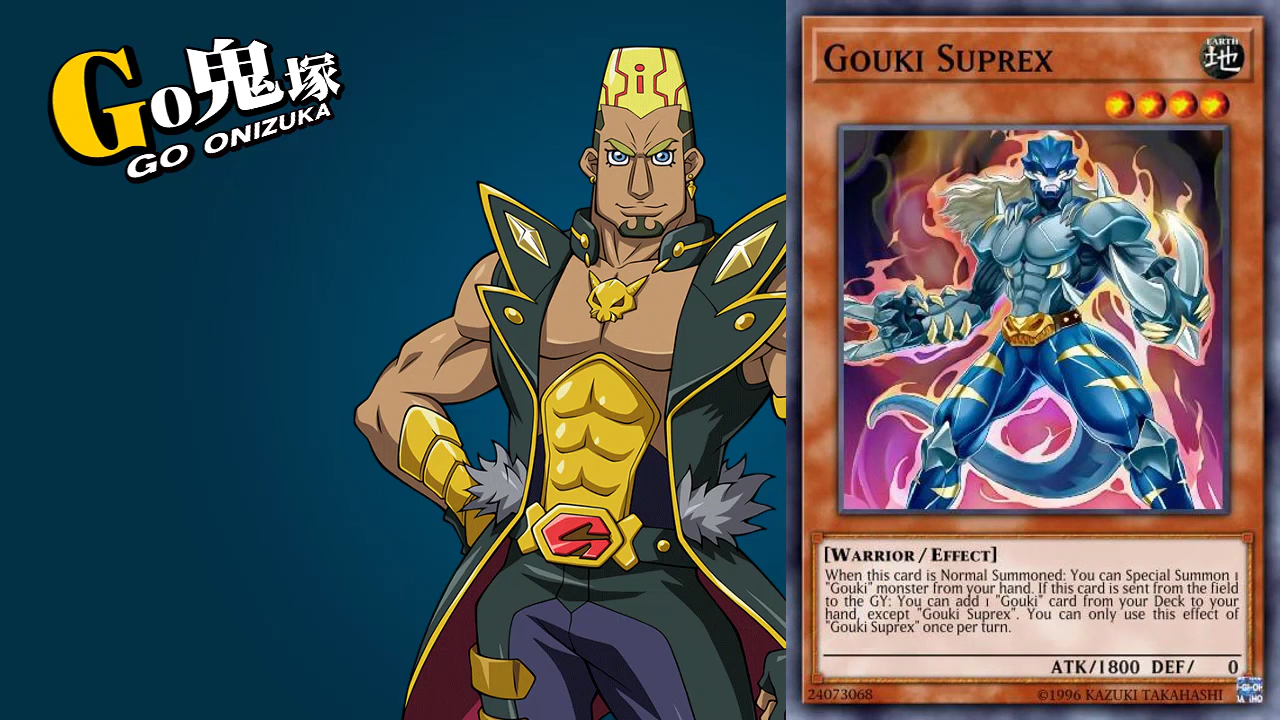 Go鬼塚
GO ONIZUKA
GOUKI SUPREX
EARTH
地
[WARRIOR / EFFECT]
When this card is Normal Summoned: You can Special Summon 1
"Gouki" monster from your hand. If this card is sent from the field
to the GY: You can add 1 "Gouki" card from your Deck to your
hand, except "Gouki Suprex". You can only use this effect of
"Gouki Suprex" once per turn.
ATK/1800 DEF/ 0
24073068
©1996 KAZUKI TAKAHASHI